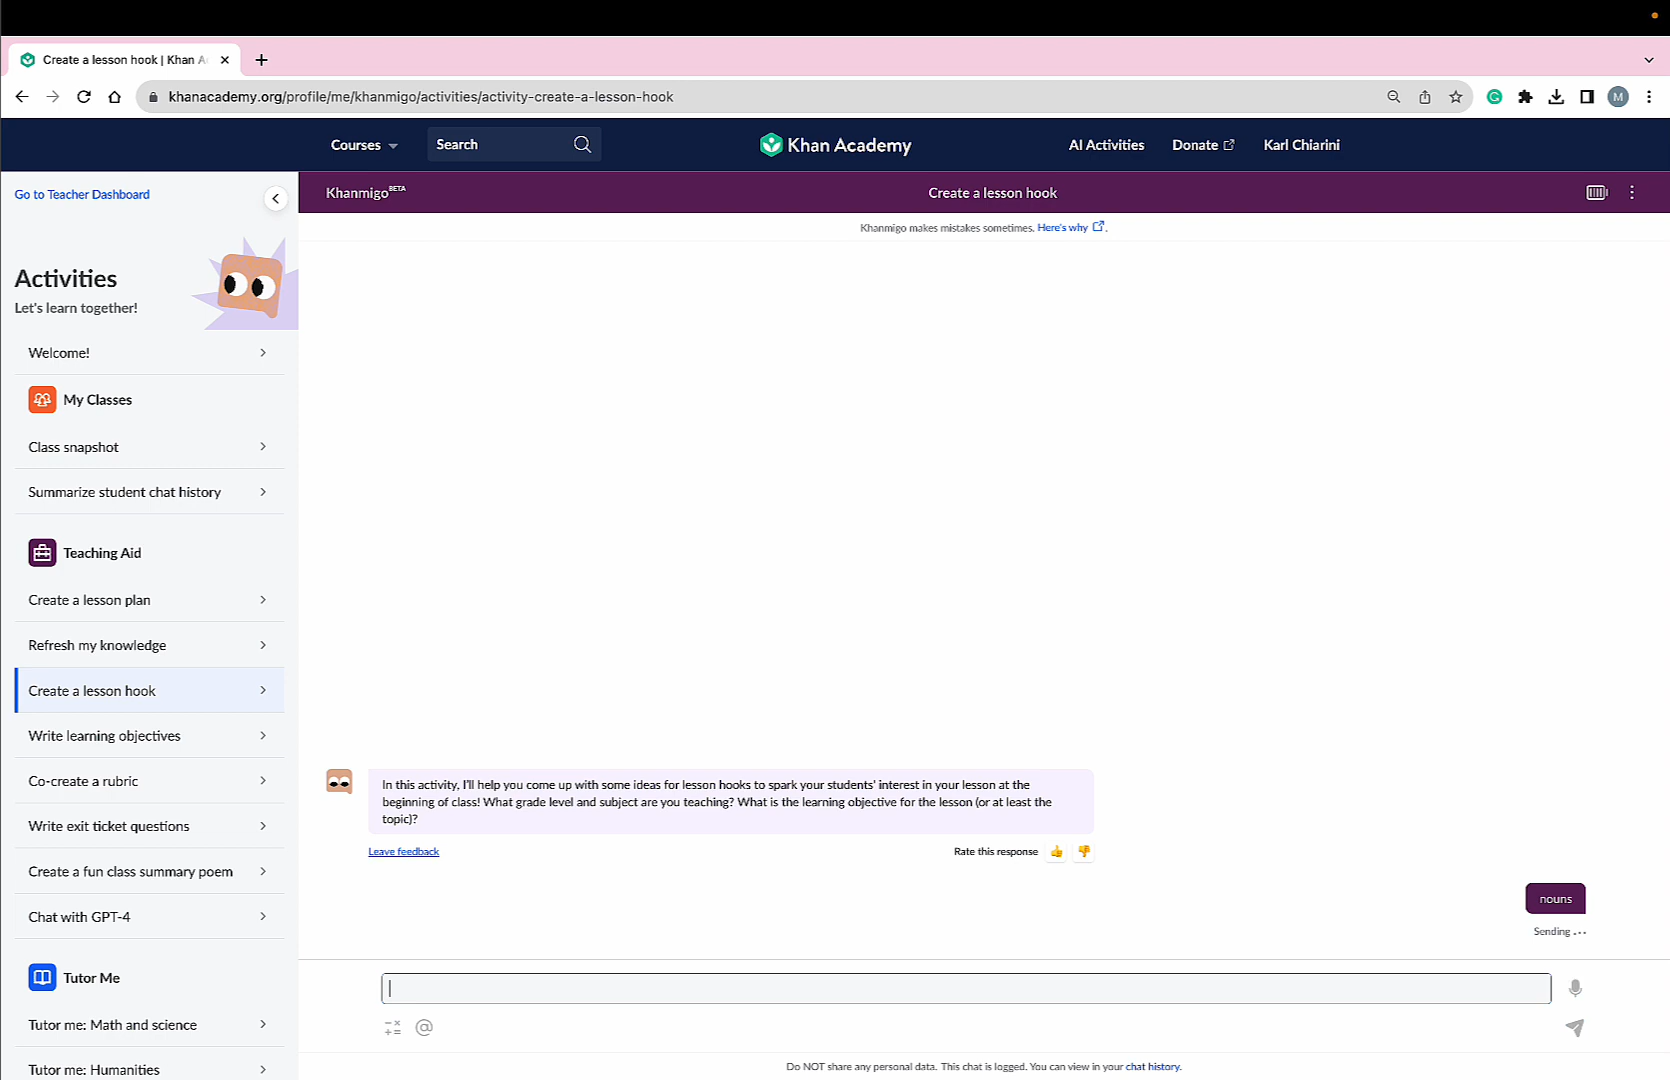 Create a lesson hook | Khan A
khanacademy.org/profile/me/khanmigo/activities/activity-create-a-lesson-hook
M
Courses
Search
Khan Academy
AI Activities
Donate
Karl Chiarini
Go to Teacher Dashboard
Khanmigo BETA
Create a lesson hook
Khanmigo makes mistakes sometimes. Here's why.
Activities
Let's learn together!
Welcome!
My Classes
Class snapshot
Summarize student chat history
Teaching Aid
Create a lesson plan
Refresh my knowledge
Create a lesson hook
Write learning objectives
Co-create a rubric
Write exit ticket questions
Create a fun class summary poem
Chat with GPT-4
Tutor Me
Tutor me: Math and science
Tutor me: Humanities
In this activity, I'll help you come up with some ideas for lesson hooks to spark your students' interest in your lesson at the
beginning of class! What grade level and subject are you teaching? What is the learning objective for the lesson (or at least the
topic)?
Leave feedback
Rate this response
nouns
Sending ...
Do NOT share any personal data. This chat is logged. You can view in your chat history.